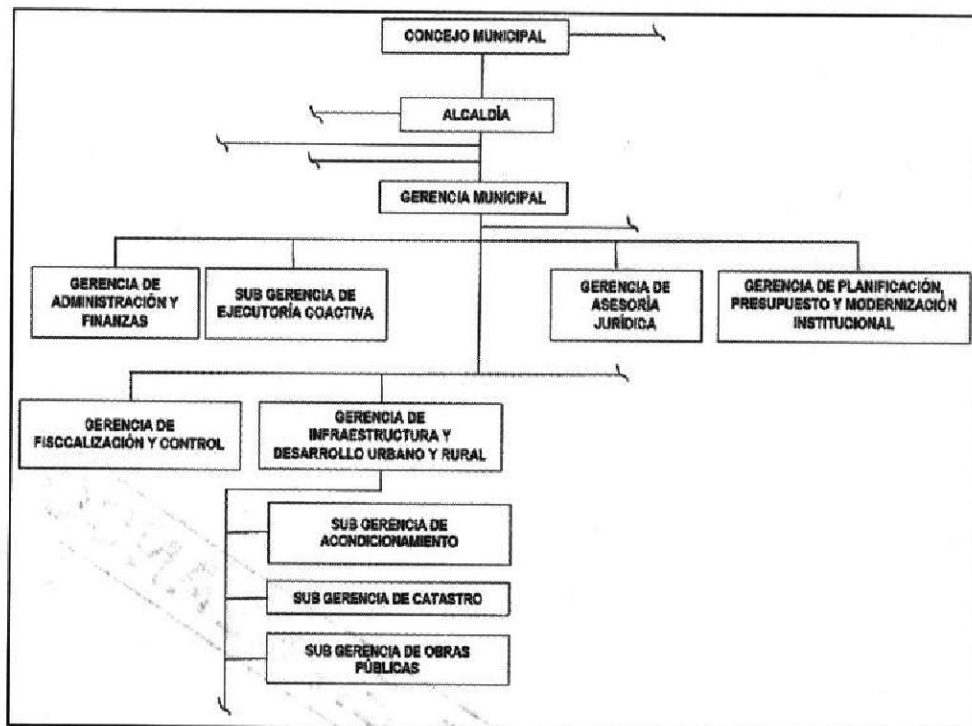 CONCEJO MUNICIPAL
ALCALDÍA
GERENCIA MUNICIPAL
GERENCIA DE
ADMINISTRACIÓN Y
FINANZAS
SUB GERENCIA DE
EJECUTORÍA COACTIVA
GERENCIA DE
ASESORÍA
JURÍDICA
GERENCIA DE PLANIFICACIÓN,
PRESUPUESTO Y MODERNIZACIÓN
INSTITUCIONAL
GERENCIA DE
FISCCALIZACIÓN Y CONTROL
GERENCIA DE
INFRAESTRUCTURA Y
DESARROLLO URBANO Y RURAL
SUB GERENCIA DE
ACONDICIONAMIENTO
SUB GERENCIA DE CATASTRO
SUB GERENCIA DE OBRAS
PÚBLICAS